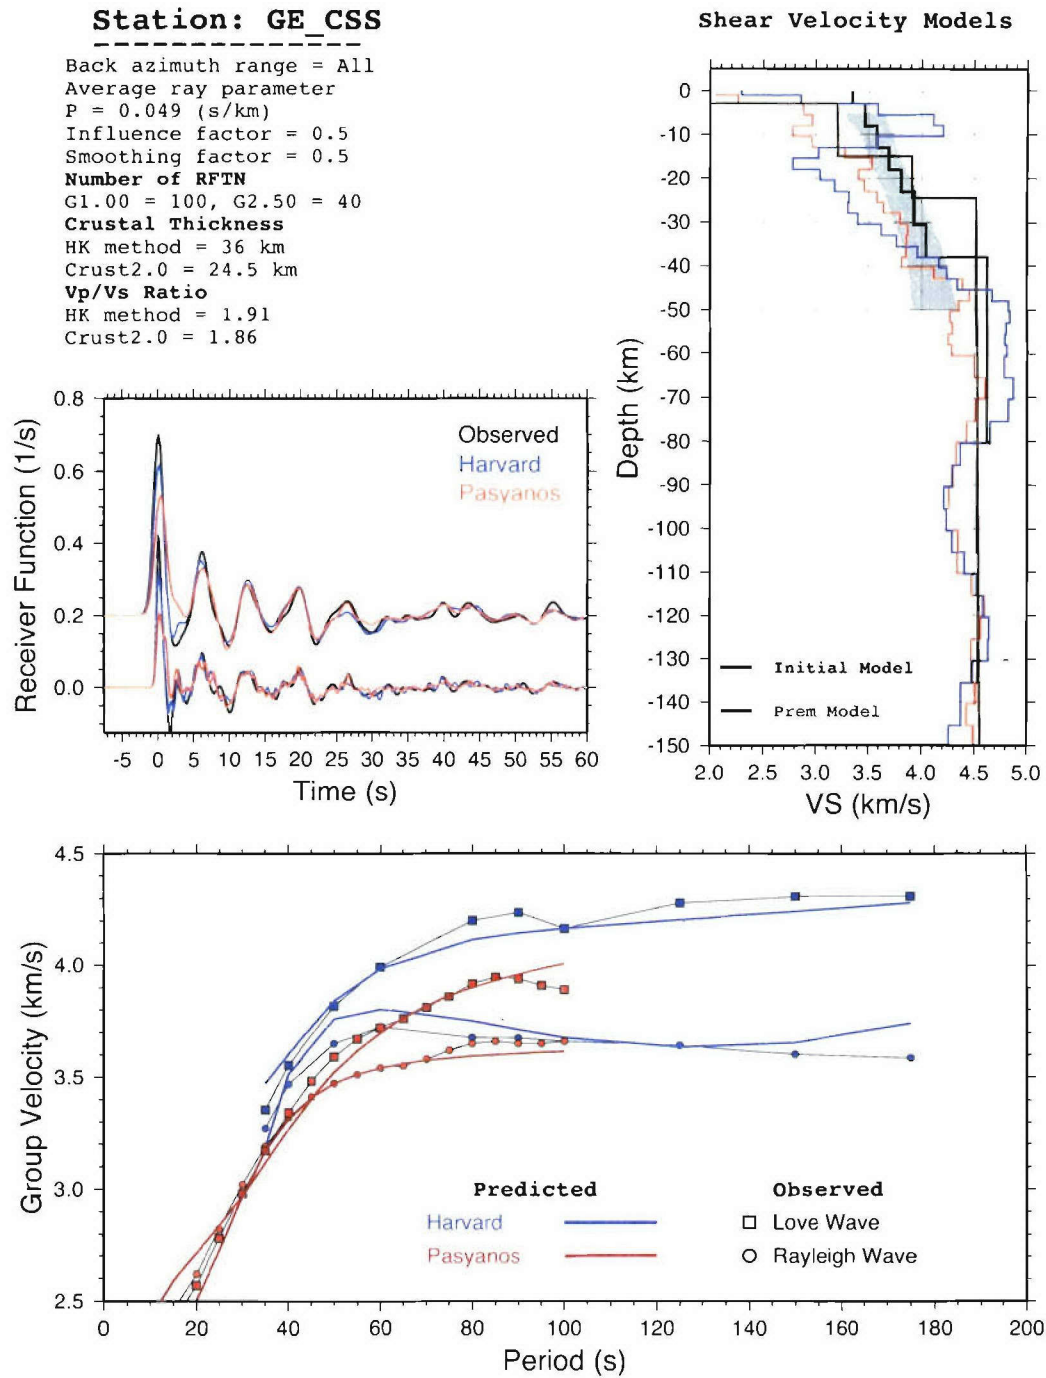 Station: GE_CSS
Back azimuth range = All
Average ray parameter
P = 0.049 (s/km)
Influence factor = 0.5
Smoothing factor = 0.5
Number of RFTN
G1.00 = 100, G2.50 = 40
Crustal Thickness
HK method = 36 km
Crust2.0 = 24.5 km
Vp/Vs Ratio
HK method = 1.91
Crust2.0 = 1.86
Shear Velocity Models
0
-10
-20
-30
-40
-50
-60
-70
-80
-90
-100
-110
-120
-130
-140
-150
Depth (km)
Initial Model
Prem Model
2.0 2.5 3.0 3.5 4.0 4.5 5.0
VS (km/s)
0.8
0.6
0.4
0.2
0.0
Receiver Function (1/s)
Observed
Harvard
Pasyanos
-5 0 5 10 15 20 25 30 35 40 45 50 55 60
Time (s)
4.5
4.0
3.5
3.0
2.5
Group Velocity (km/s)
Predicted Observed
Harvard Love Wave
Pasyanos Rayleigh Wave
0 20 40 60 80 100 120 140 160 180 200
Period (s)